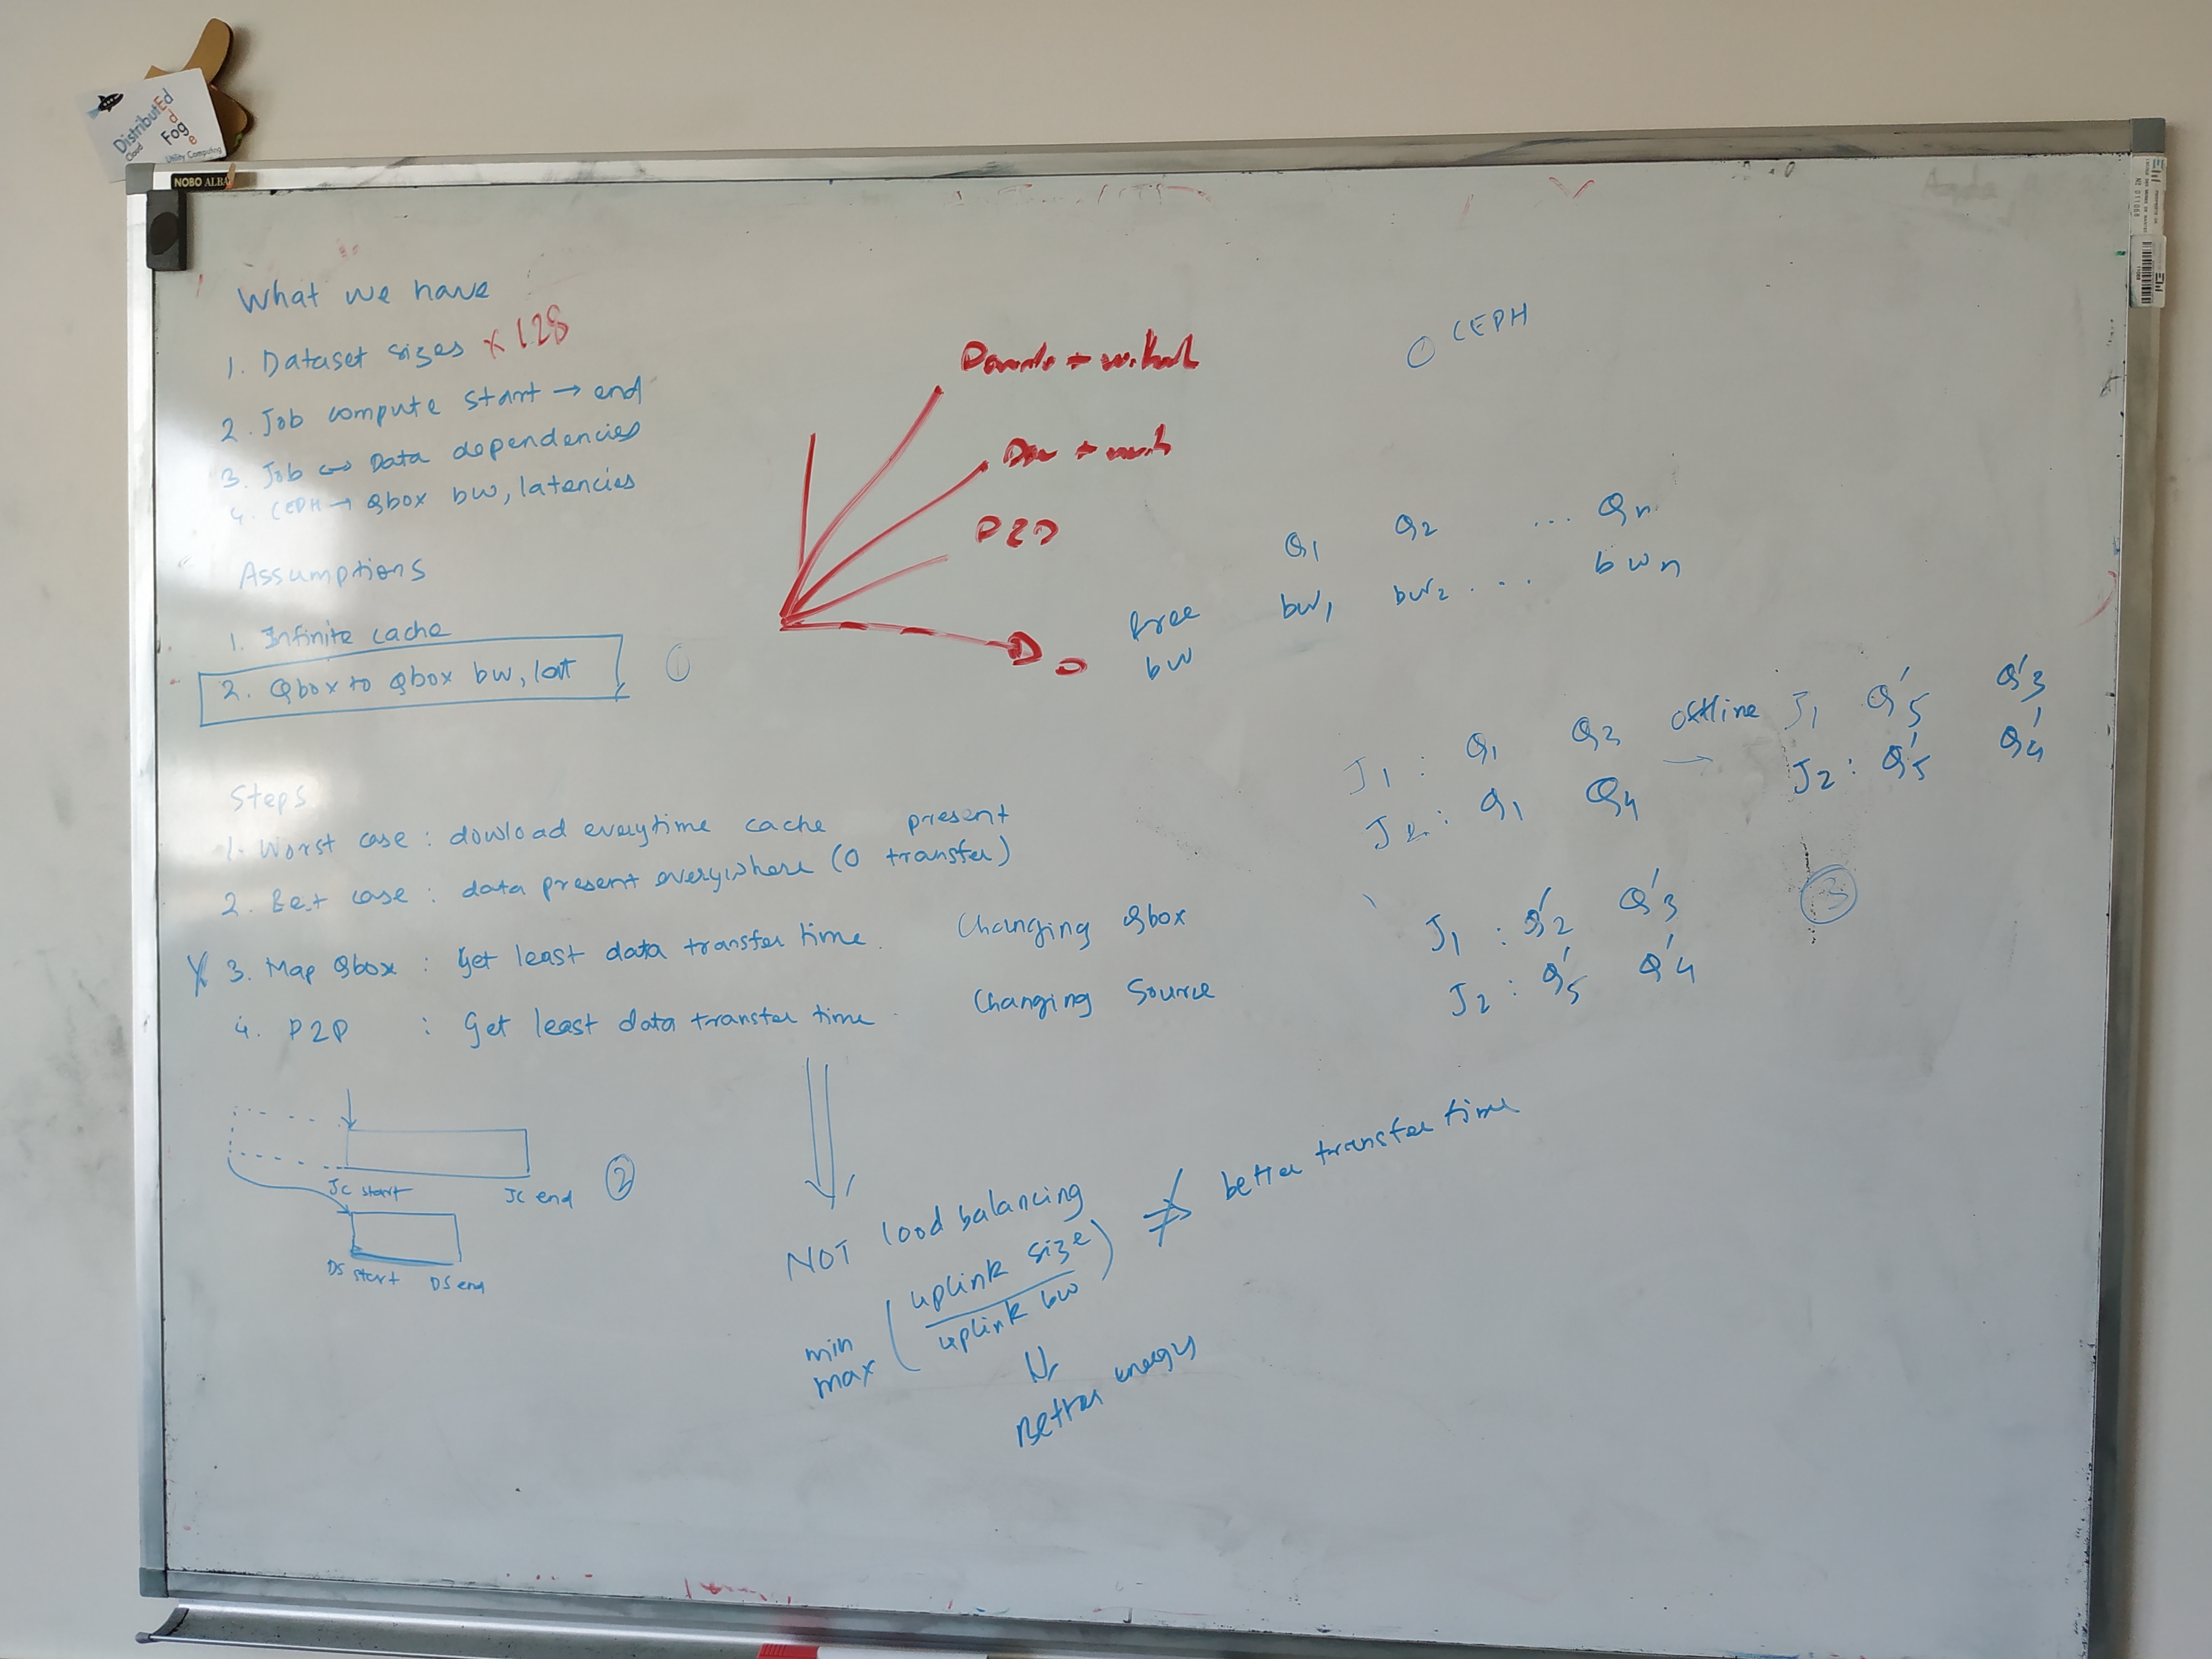 DistributEd
Cloud
Fog
d
e
Utility Computing
NOBO
What we have
1. Dataset sizes × 128
2. Job compute start → end
3. Job ↔ Data dependencies
4. CEPH → Qbox bw, latencies
Assumptions
1. Infinite cache
2. Qbox to Qbox bw, lat
①
P2P
CEPH
Q1 Q2 ... Qn
free bw bw1 bw2 ... bwn
J1 : Q1 Q3 offline J1 Q'5 Q'3
J2 : Q1 Q4 → J2 : Q'5 Q'4
③
J1 : Q'2 Q'3
J2 : Q'5 Q'4
Steps
1. Worst case : dowload everytime cache present
2. Best case : data present everywhere (0 transfer)
X 3. Map Qbox : Get least data transfer time. Changing Qbox
4. P2P : Get least data transfer time. Changing Source
JC start JC end ②
DS start DS end
NOT load balancing
min max ( uplink size / uplink bw ) ⇏ better transfer time
⇓
Better energy